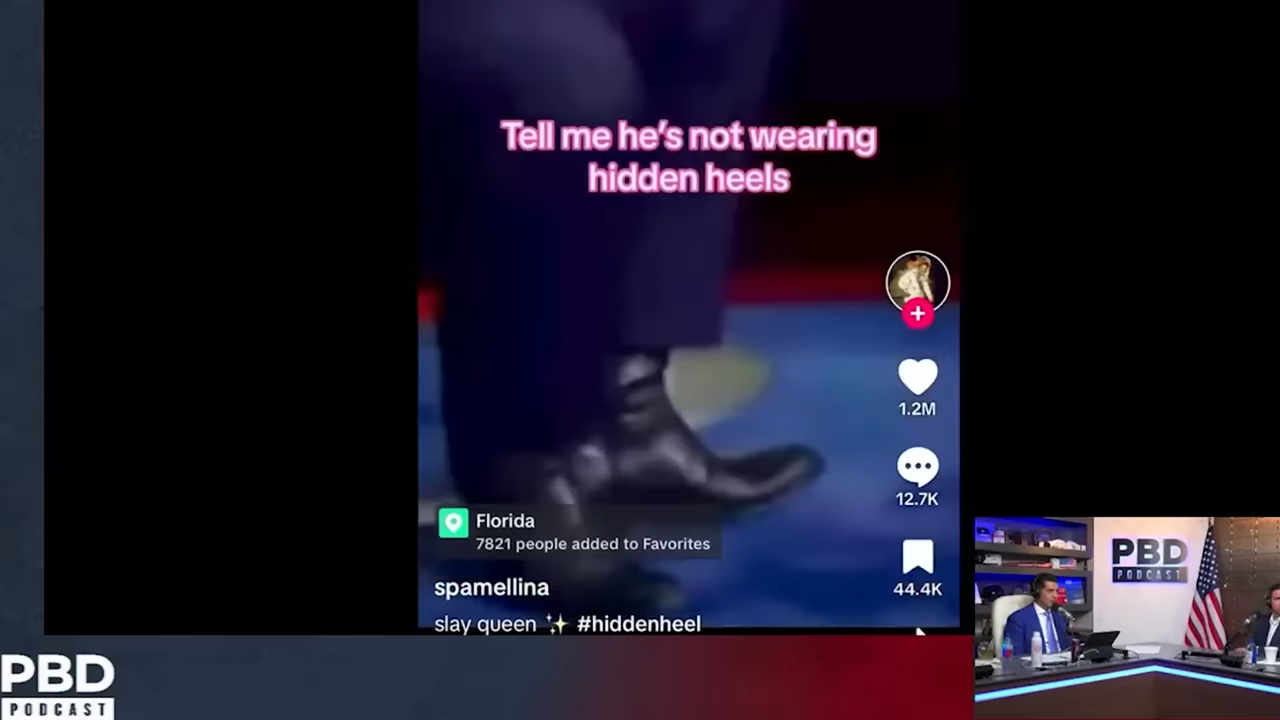 Tell me he's not wearing
hidden heels
1.2M
12.7K
44.4K
Florida
7821 people added to Favorites
spamellina
slay queen ✨ #hiddenheel
PBD
PODCAST
PBD
PODCAST